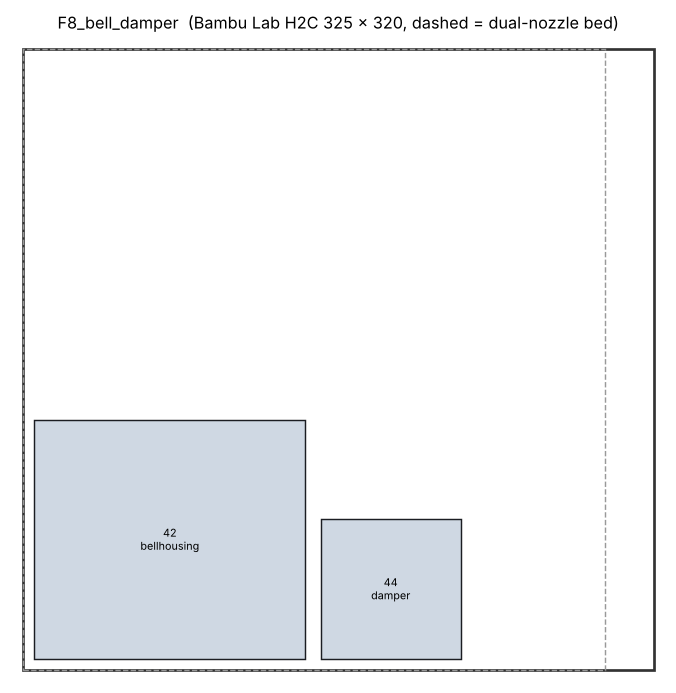 F8_bell_damper (Bambu Lab H2C 325 × 320, dashed = dual-nozzle bed)
42
bellhousing
44
damper